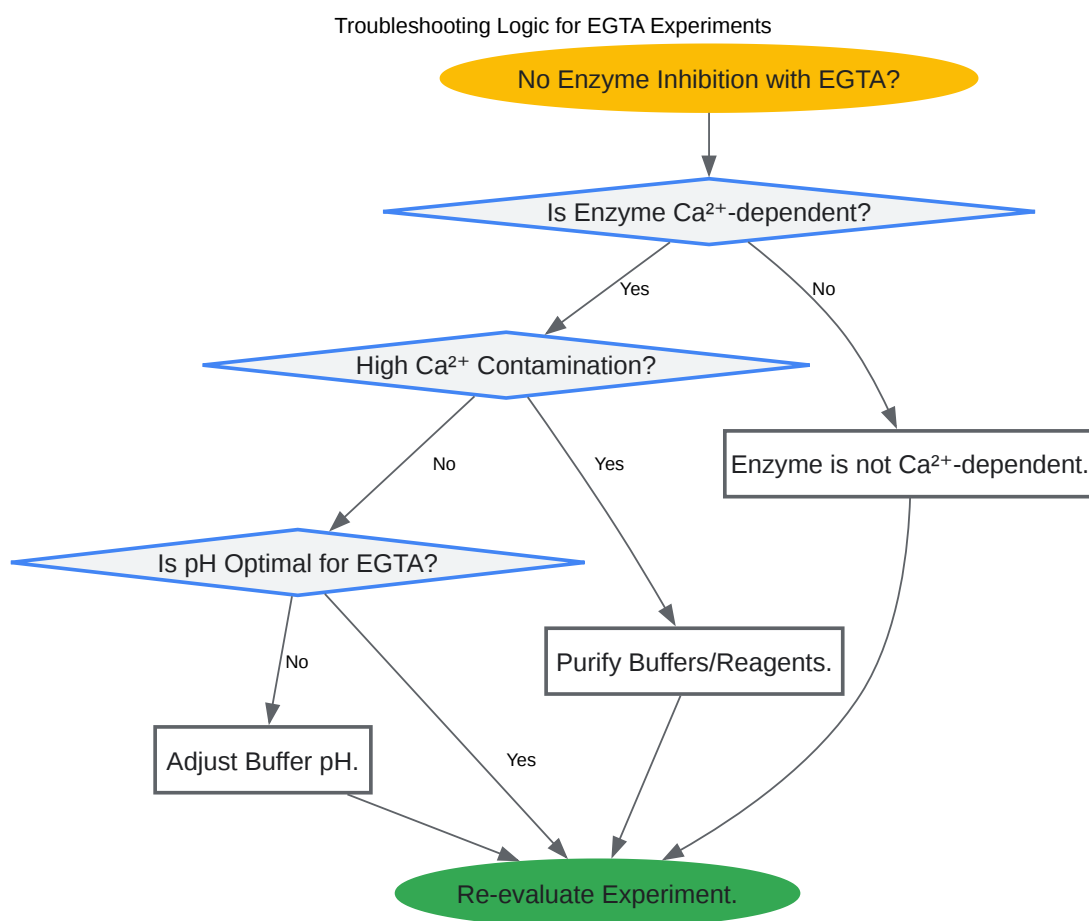 Troubleshooting Logic for EGTA Experiments
No Enzyme Inhibition with EGTA?
Is Enzyme Ca²⁺-dependent?
Yes
No
High Ca²⁺ Contamination?
No
Yes
Enzyme is not Ca²⁺-dependent.
Is pH Optimal for EGTA?
No
Purify Buffers/Reagents.
Adjust Buffer pH.
Yes
Re-evaluate Experiment.